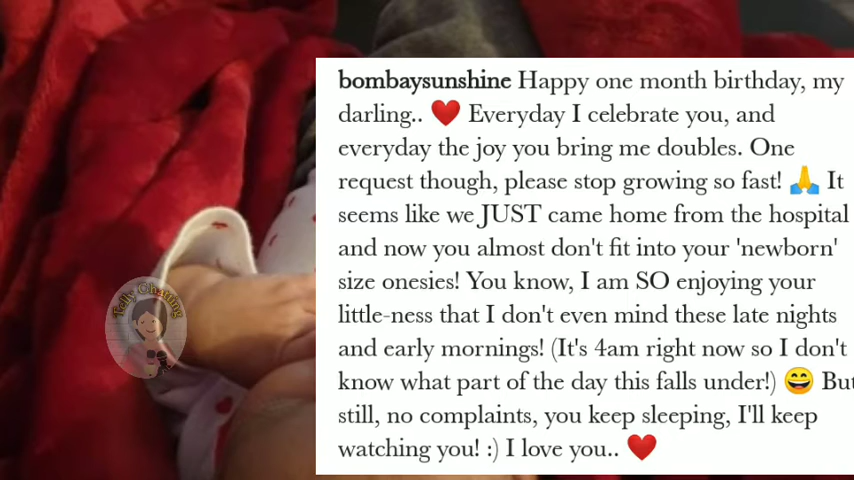 bombaysunshine Happy one month birthday, my
darling.. ❤️ Everyday I celebrate you, and
everyday the joy you bring me doubles. One
request though, please stop growing so fast! 🙏 It
seems like we JUST came home from the hospital
and now you almost don't fit into your 'newborn'
size onesies! You know, I am SO enjoying your
little-ness that I don't even mind these late nights
and early mornings! (It's 4am right now so I don't
know what part of the day this falls under!) 😄 But
still, no complaints, you keep sleeping, I'll keep
watching you! :) I love you.. ❤️
Telly Chatting